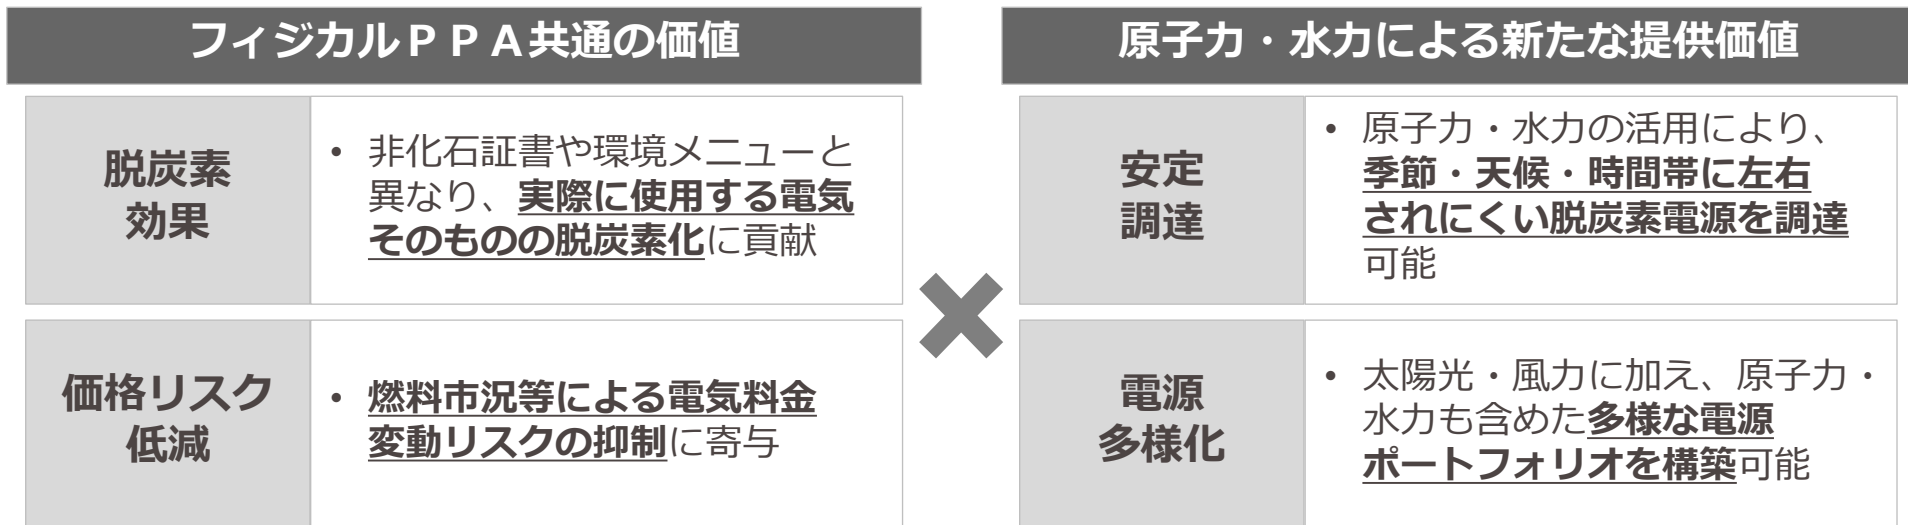 フィジカルＰＰＡ共通の価値
脱炭素
効果
• 非化石証書や環境メニューと
異なり、実際に使用する電気
そのものの脱炭素化に貢献
価格リスク
低減
• 燃料市況等による電気料金
変動リスクの抑制に寄与
原子力・水力による新たな提供価値
安定
調達
• 原子力・水力の活用により、
季節・天候・時間帯に左右
されにくい脱炭素電源を調達
可能
電源
多様化
• 太陽光・風力に加え、原子力・
水力も含めた多様な電源
ポートフォリオを構築可能